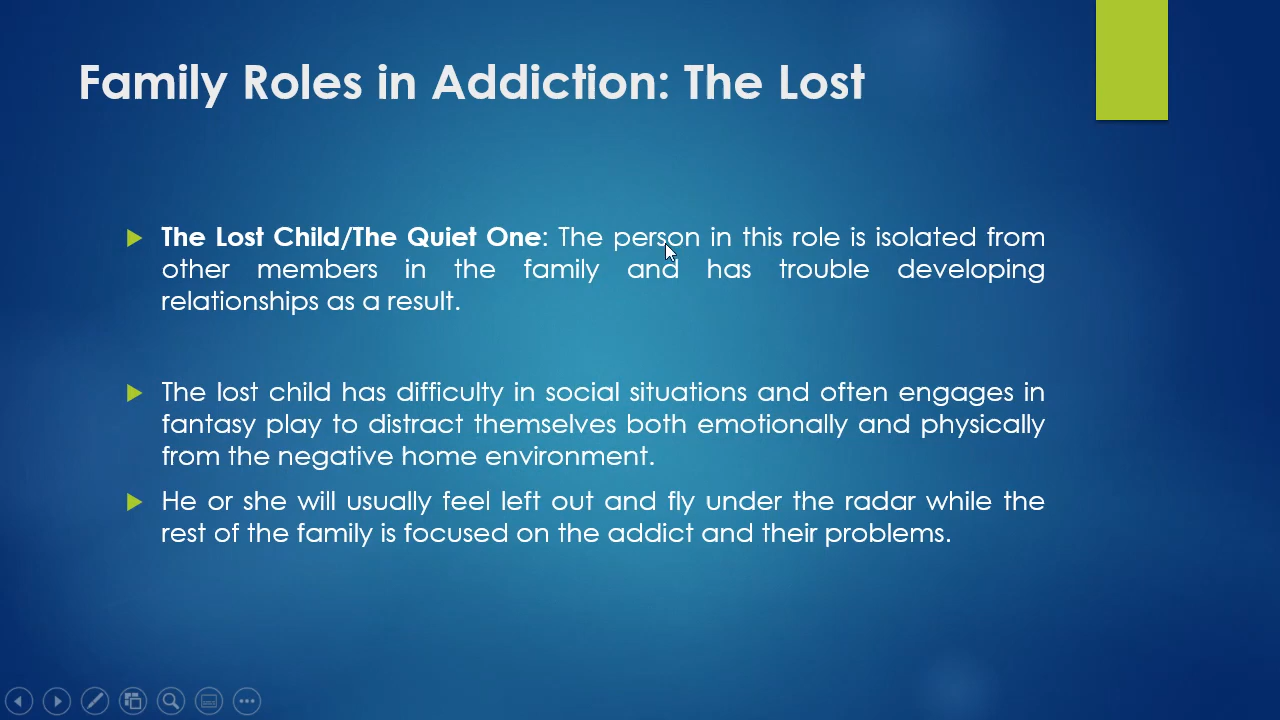 Family Roles in Addiction: The Lost
The Lost Child/The Quiet One: The person in this role is isolated from
other members in the family and has trouble developing
relationships as a result.
The lost child has difficulty in social situations and often engages in
fantasy play to distract themselves both emotionally and physically
from the negative home environment.
He or she will usually feel left out and fly under the radar while the
rest of the family is focused on the addict and their problems.